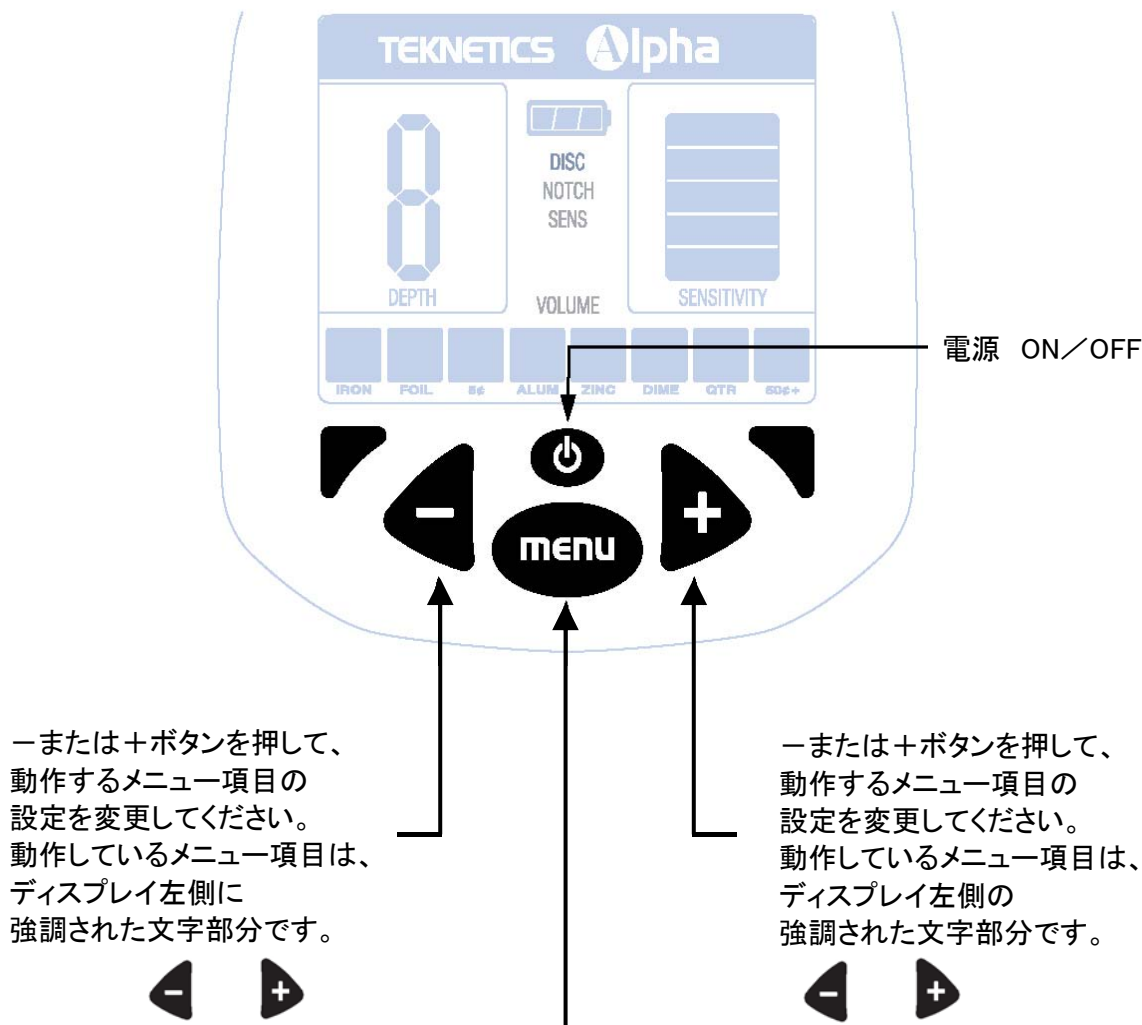 TEKNETICS Alpha
DISC
NOTCH
SENS
DEPTH
VOLUME
SENSITIVITY
IRON FOIL 5¢ ALUM ZINC DIME QTR 50¢+
電源 ON／OFF
－
+
menu
－または＋ボタンを押して、
動作するメニュー項目の
設定を変更してください。
動作しているメニュー項目は、
ディスプレイ左側に
強調された文字部分です。
- +
－または＋ボタンを押して、
動作するメニュー項目の
設定を変更してください。
動作しているメニュー項目は、
ディスプレイ左側の
強調された文字部分です。
- +